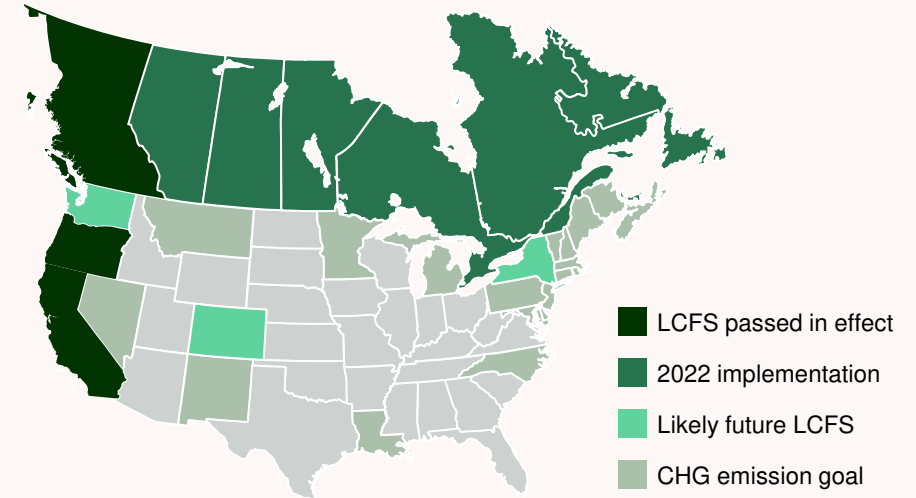 LCFS passed in effect
2022 implementation
Likely future LCFS
CHG emission goal